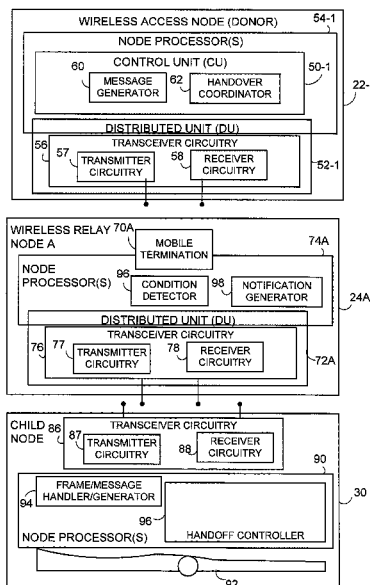 WIRELESS ACCESS NODE (DONOR)
54-1
NODE PROCESSOR(S)
CONTROL UNIT (CU)
60
MESSAGE GENERATOR
62
HANDOVER COORDINATOR
50-1
22-
DISTRIBUTED UNIT (DU)
TRANSCEIVER CIRCUITRY
56
57
TRANSMITTER CIRCUITRY
58
RECEIVER CIRCUITRY
52-1
WIRELESS RELAY NODE A
70A
MOBILE TERMINATION
74A
NODE PROCESSOR(S)
96
CONDITION DETECTOR
98
NOTIFICATION GENERATOR
24A
DISTRIBUTED UNIT (DU)
TRANSCEIVER CIRCUITRY
76
77
TRANSMITTER CIRCUITRY
78
RECEIVER CIRCUITRY
72A
CHILD NODE
TRANSCEIVER CIRCUITRY
86
87
TRANSMITTER CIRCUITRY
88
RECEIVER CIRCUITRY
90
FRAME/MESSAGE HANDLER/GENERATOR
94
96
HANDOFF CONTROLLER
30
NODE PROCESSOR(S)
92